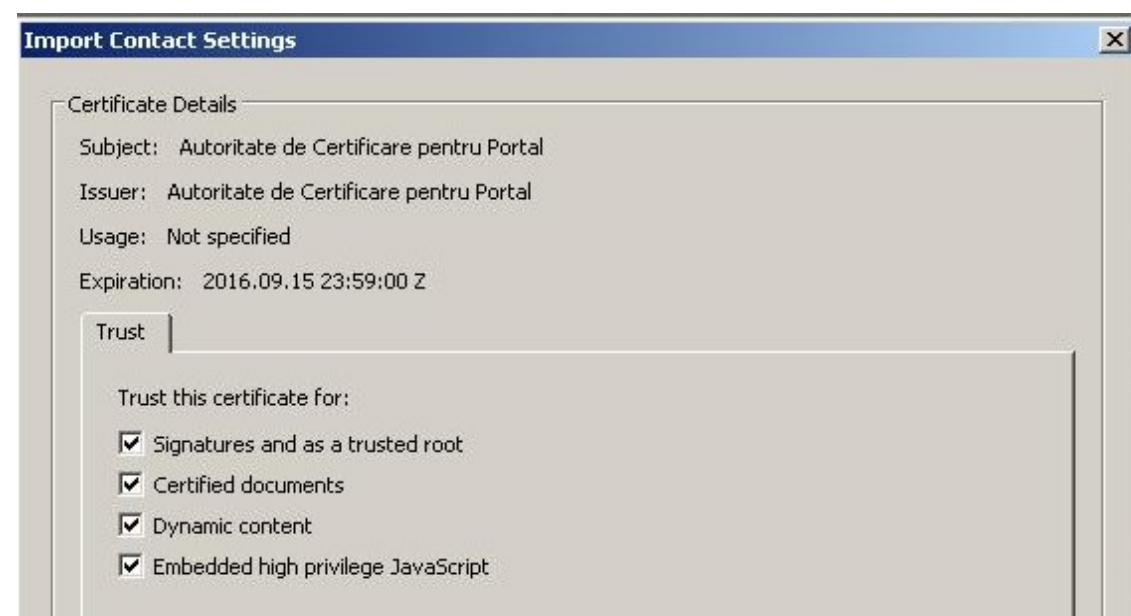 Import Contact Settings
Certificate Details
Subject: Autoritate de Certificare pentru Portal
Issuer: Autoritate de Certificare pentru Portal
Usage: Not specified
Expiration: 2016.09.15 23:59:00 Z
Trust
Trust this certificate for:
Signatures and as a trusted root
Certified documents
Dynamic content
Embedded high privilege JavaScript